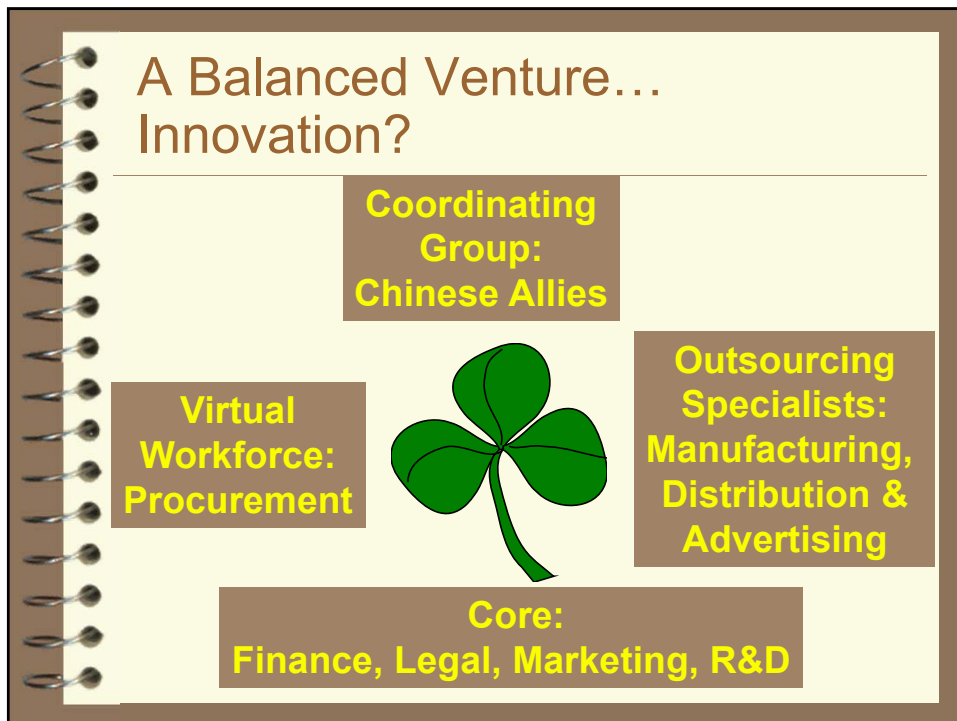 A Balanced Venture…
Innovation?
Coordinating
Group:
Chinese Allies
Virtual
Workforce:
Procurement
Outsourcing
Specialists:
Manufacturing,
Distribution &
Advertising
Core:
Finance, Legal, Marketing, R&D